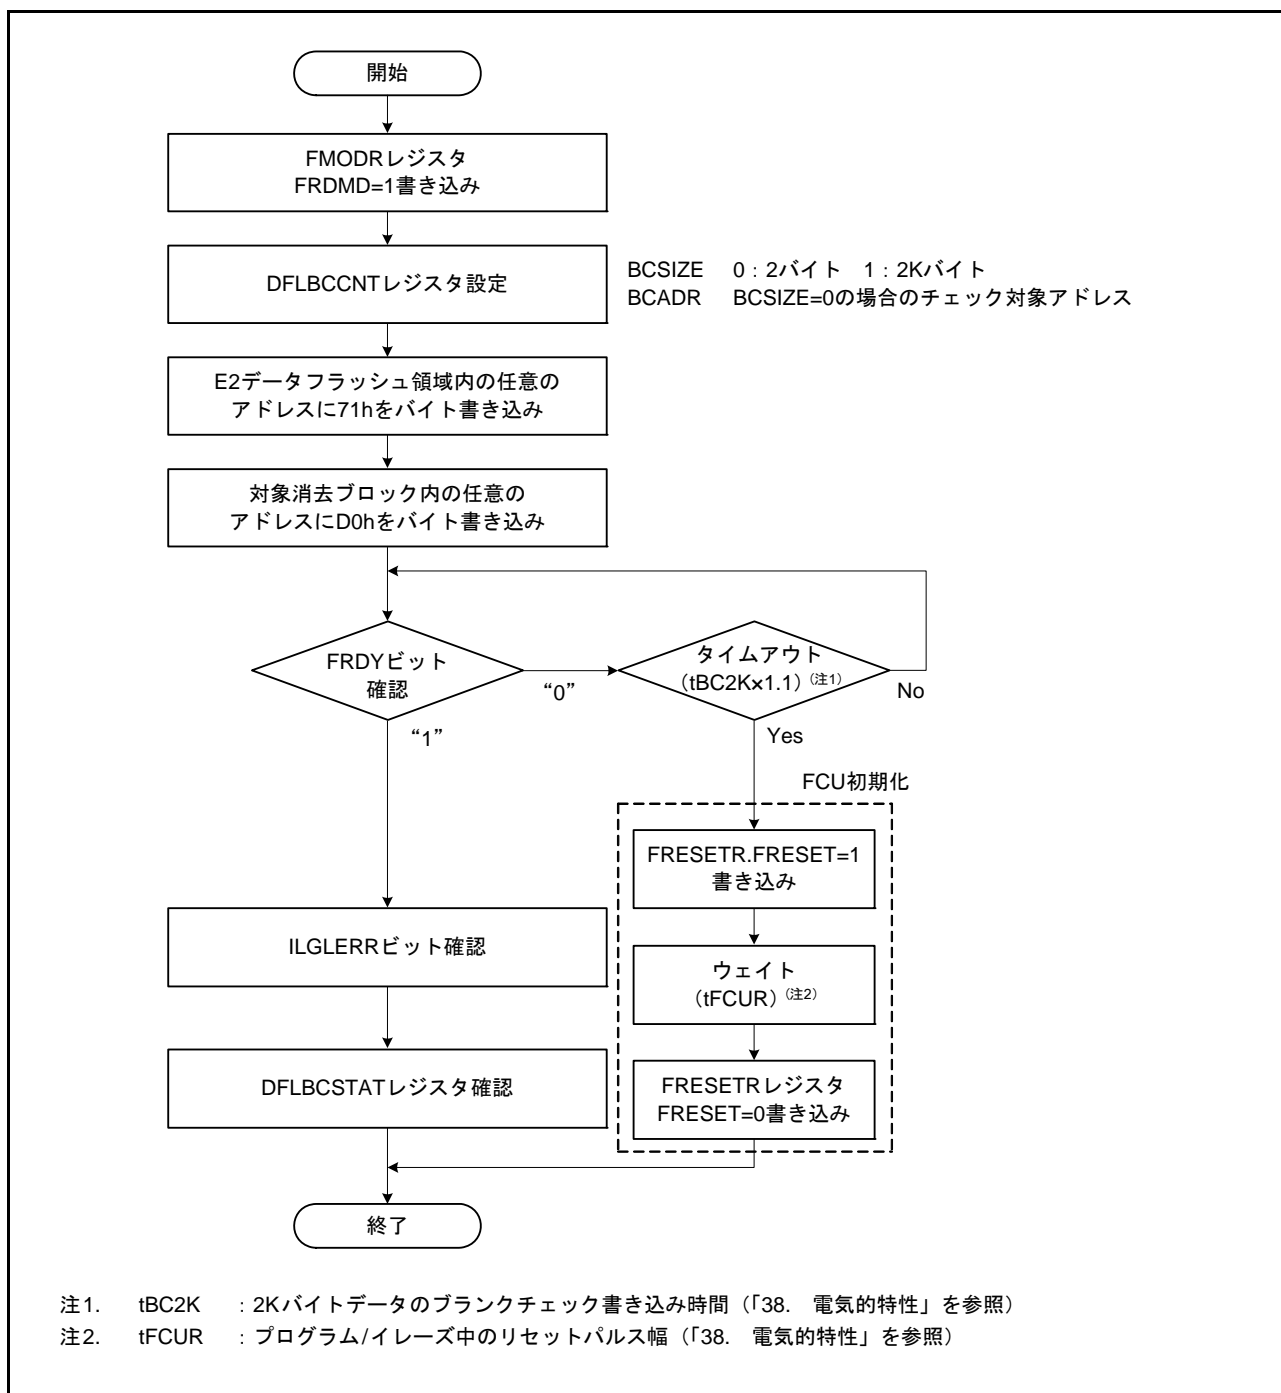 開始
FMODRレジスタ
FRDMD=1書き込み
DFLBCCNTレジスタ設定
BCSIZE 0：2バイト 1：2Kバイト
BCADR BCSIZE=0の場合のチェック対象アドレス
E2データフラッシュ領域内の任意の
アドレスに71hをバイト書き込み
対象消去ブロック内の任意の
アドレスにD0hをバイト書き込み
FRDYビット
確認
“0”
“1”
タイムアウト
（tBC2K×1.1）（注1）
No
Yes
FCU初期化
FRESETR.FRESET=1
書き込み
ウェイト
（tFCUR）（注2）
FRESETRレジスタ
FRESET=0書き込み
ILGLERRビット確認
DFLBCSTATレジスタ確認
終了
注1. tBC2K ：2Kバイトデータのブランクチェック書き込み時間（「38. 電気的特性」を参照）
注2. tFCUR ：プログラム/イレーズ中のリセットパルス幅（「38. 電気的特性」を参照）